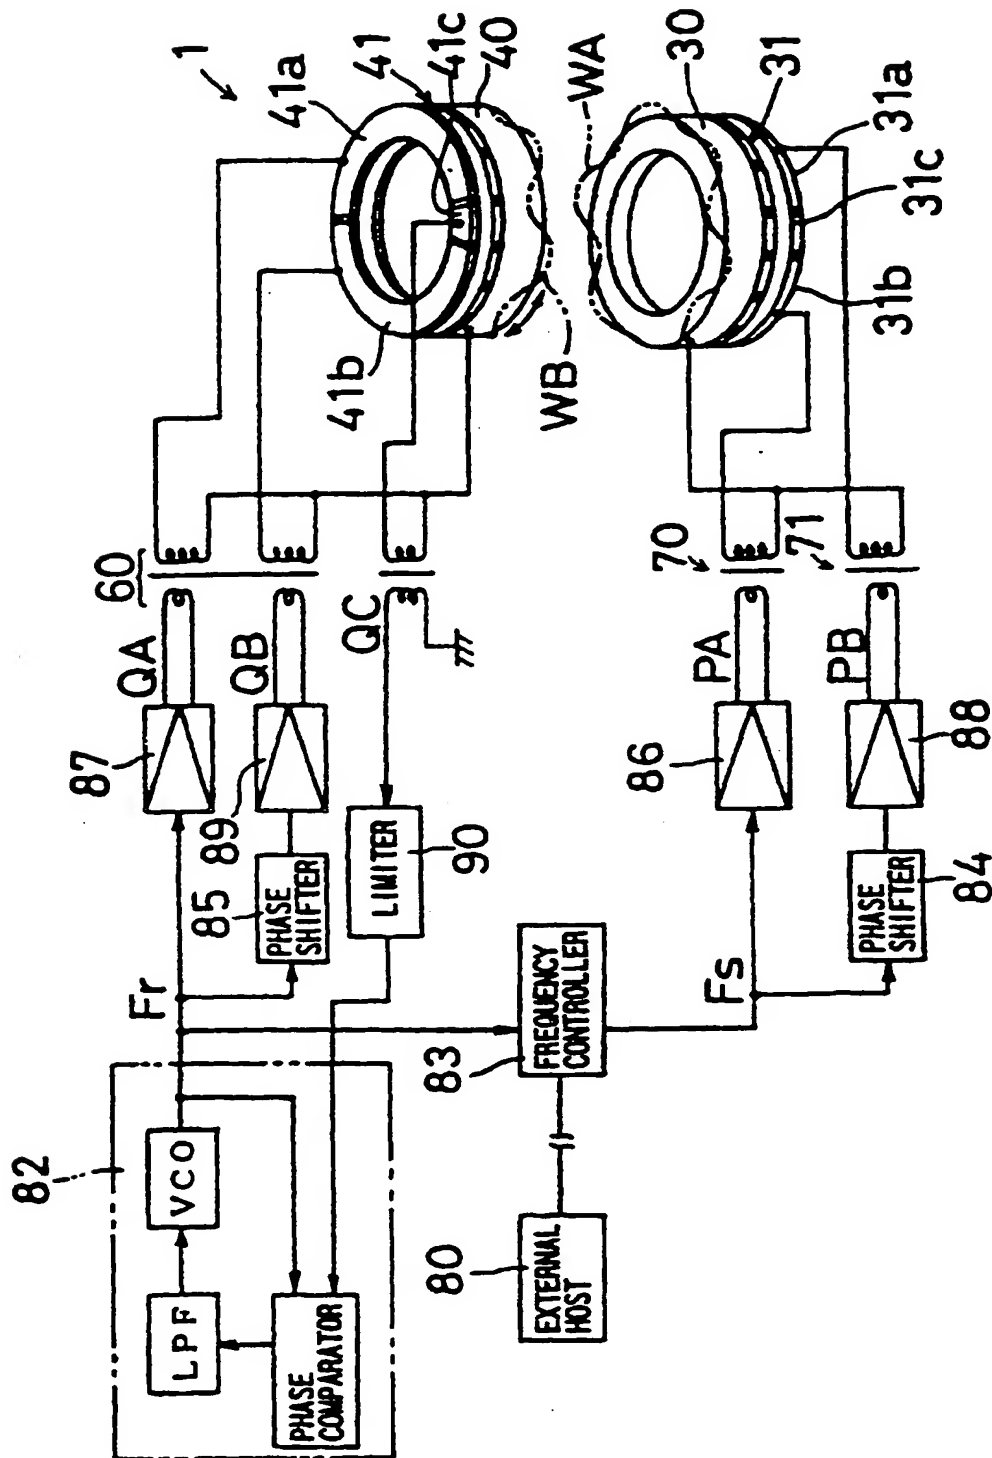 82
VCO
LPF
PHASE
COMPARATOR
Fr
85
PHASE
SHIFTER
87
89
QA
QB
QC
60
LIMITER
90
80
EXTERNAL
HOST
83
FREQUENCY
CONTROLLER
Fs
84
PHASE
SHIFTER
86
88
PA
PB
70
71
1
41a
41
41c
40
41b
WB
WA
30
31
31a
31c
31b